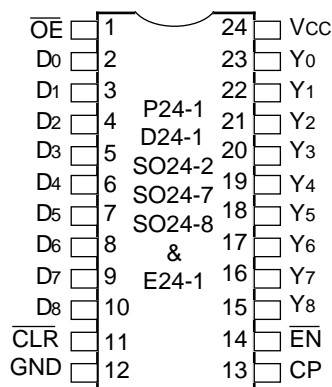 O̅E̅ 1 24 VCC
D0 2 23 Y0
D1 3 22 Y1
D2 4 21 Y2
D3 5 20 Y3
D4 6 19 Y4
D5 7 18 Y5
D6 8 17 Y6
D7 9 16 Y7
D8 10 15 Y8
C̅L̅R̅ 11 14 E̅N̅
GND 12 13 CP
P24-1
D24-1
SO24-2
SO24-7
SO24-8
&
E24-1